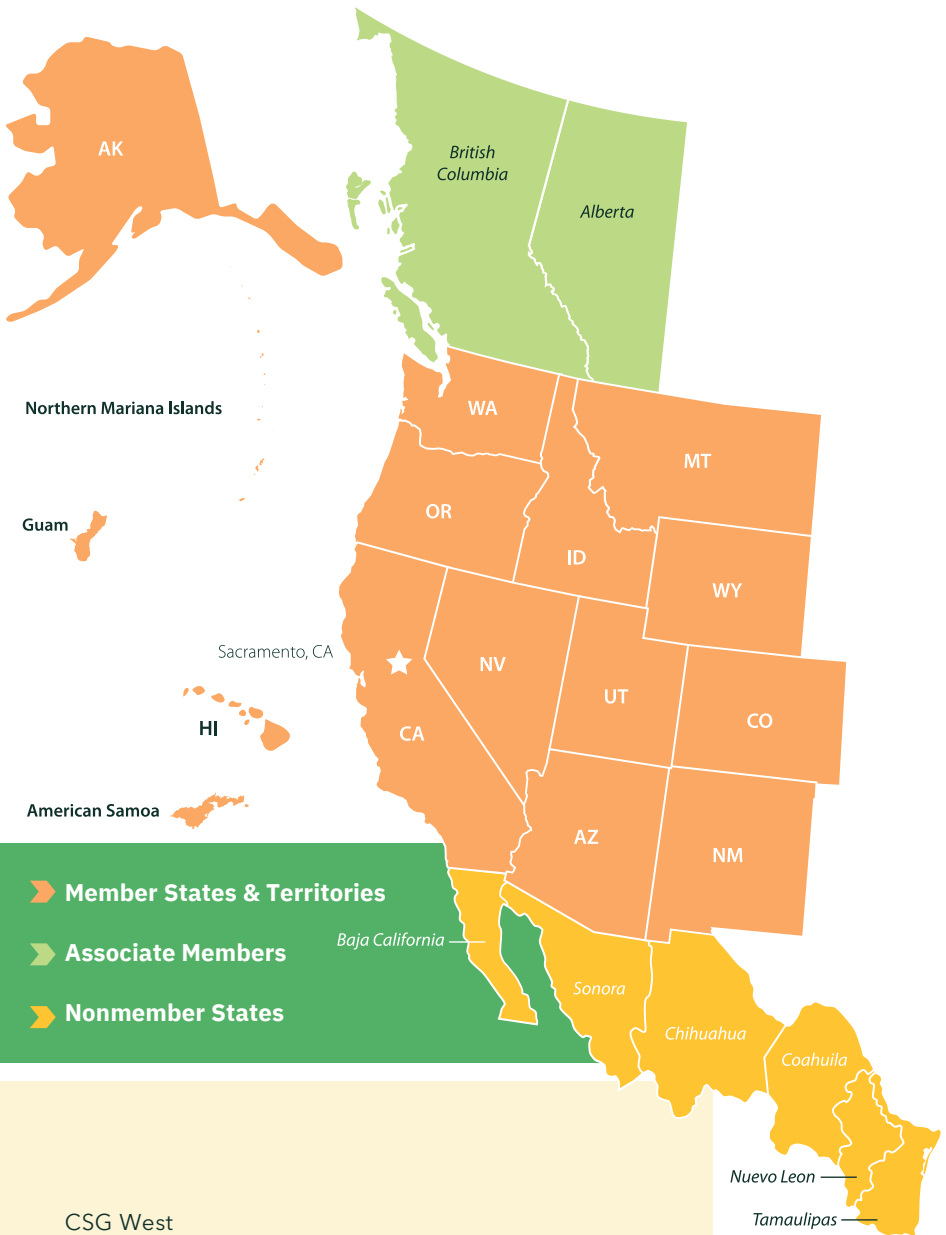 AK
British
Columbia
Alberta
Northern Mariana Islands
WA
MT
OR
Guam
ID
WY
Sacramento, CA
NV
UT
CO
HI
CA
American Samoa
AZ
NM
Member States & Territories
Baja California
Associate Members
Sonora
Nonmember States
Chihuahua
Coahuila
Nuevo Leon
Tamaulipas
CSG West